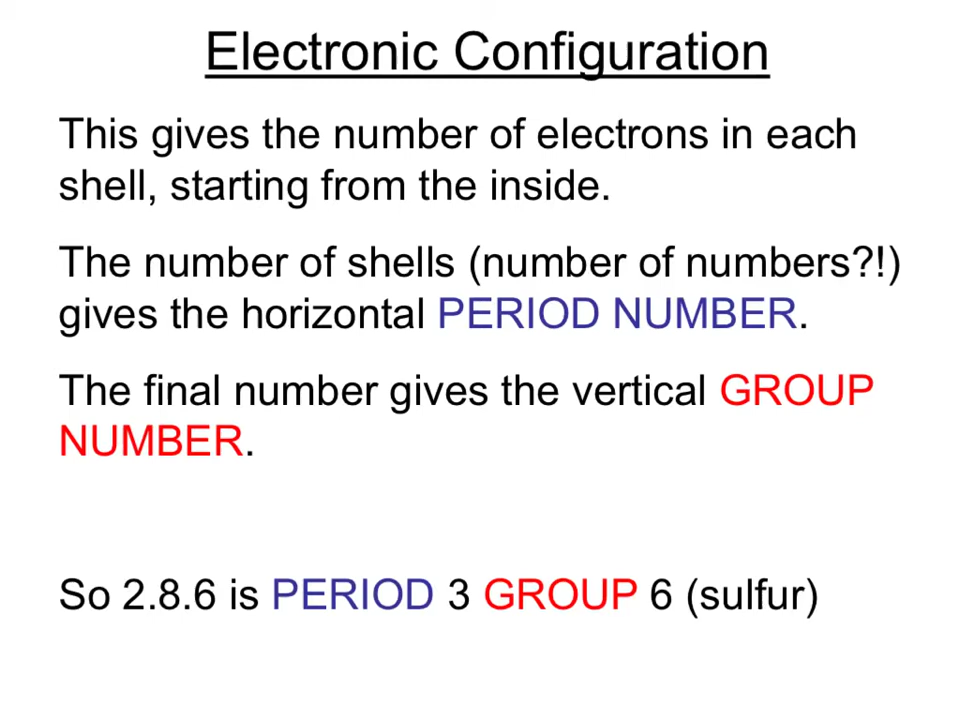 Electronic Configuration
This gives the number of electrons in each
shell, starting from the inside.
The number of shells (number of numbers?!)
gives the horizontal PERIOD NUMBER.
The final number gives the vertical GROUP
NUMBER.
So 2.8.6 is PERIOD 3 GROUP 6 (sulfur)